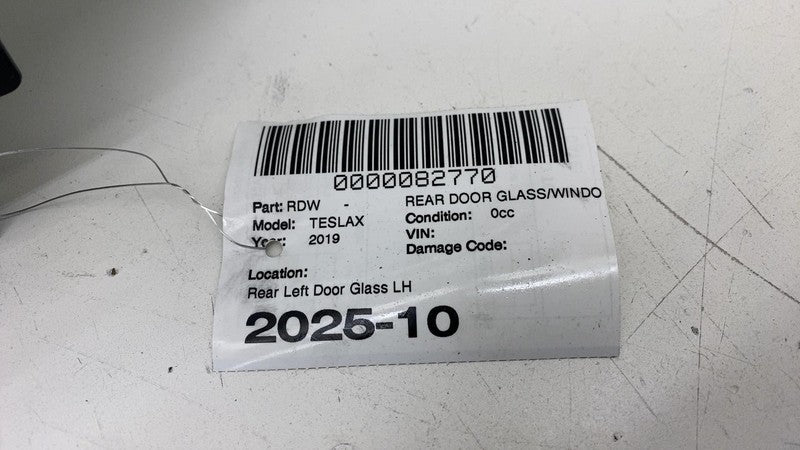 0000082770
Part: RDW - REAR DOOR GLASS/WINDO
Model: TESLAX Condition: 0cc
Year: 2019 VIN:
Damage Code:
Location:
Rear Left Door Glass LH
2025-10